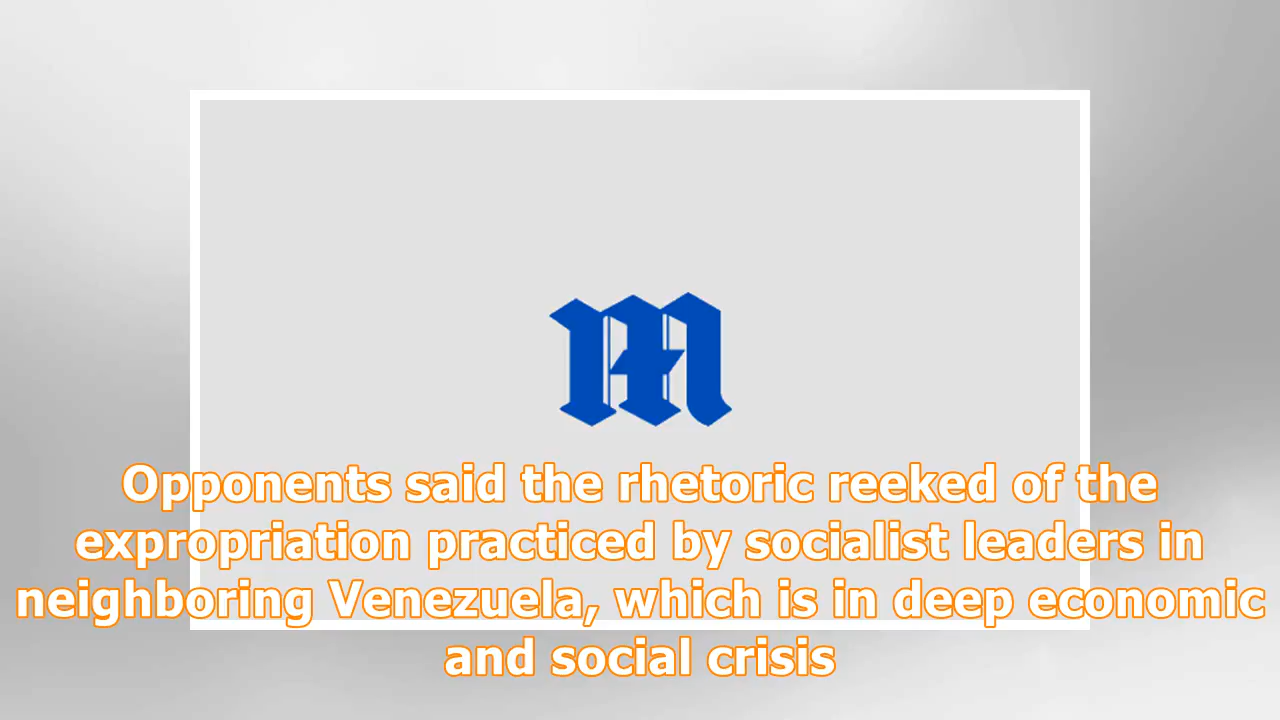 m
Opponents said the rhetoric reeked of the
expropriation practiced by socialist leaders in
neighboring Venezuela, which is in deep economic
and social crisis